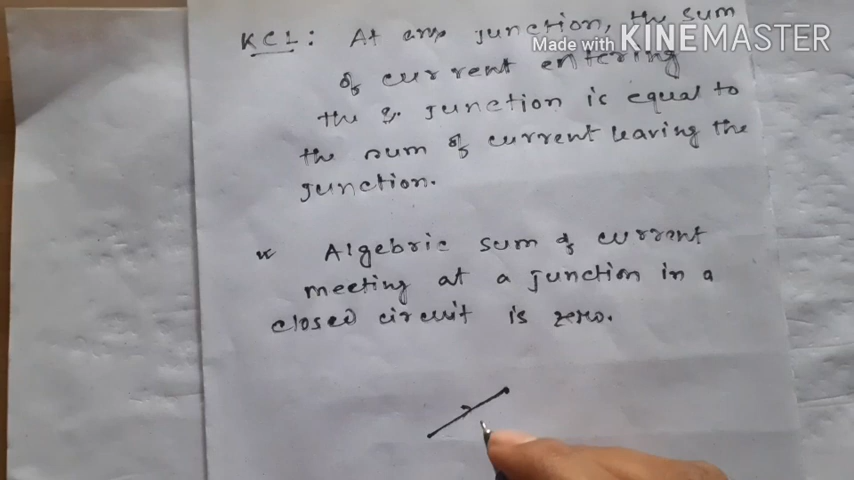 KCL: At any junction, the sum
Made with KINEMASTER
of current entering
the junction is equal to
the sum of current leaving the
junction.
Algebric sum of current
meeting at a junction in a
closed circuit is zero.